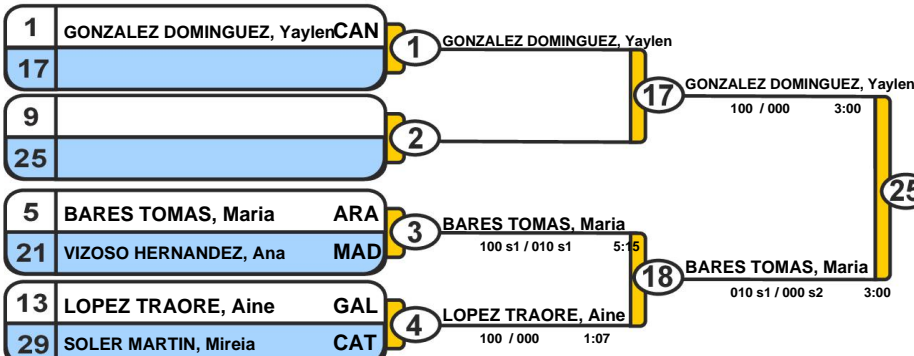 1 GONZALEZ DOMINGUEZ, Yaylen CAN
17
1
GONZALEZ DOMINGUEZ, Yaylen
9
25
2
17
GONZALEZ DOMINGUEZ, Yaylen
100 / 000 3:00
5 BARES TOMAS, Maria ARA
21 VIZOSO HERNANDEZ, Ana MAD
3
BARES TOMAS, Maria
100 s1 / 010 s1 5:15
13 LOPEZ TRAORE, Aine GAL
29 SOLER MARTIN, Mireia CAT
4
LOPEZ TRAORE, Aine
100 / 000 1:07
18
BARES TOMAS, Maria
010 s1 / 000 s2 3:00
25